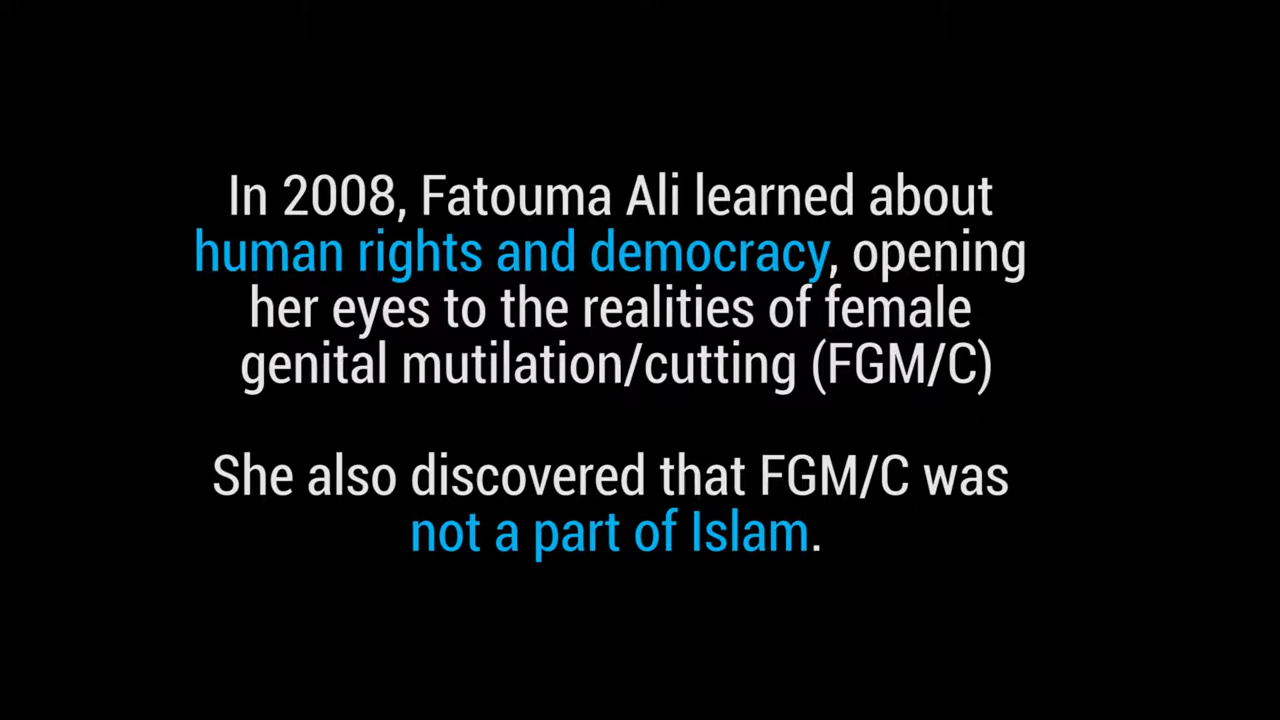 In 2008, Fatouma Ali learned about
human rights and democracy, opening
her eyes to the realities of female
genital mutilation/cutting (FGM/C)
She also discovered that FGM/C was
not a part of Islam.